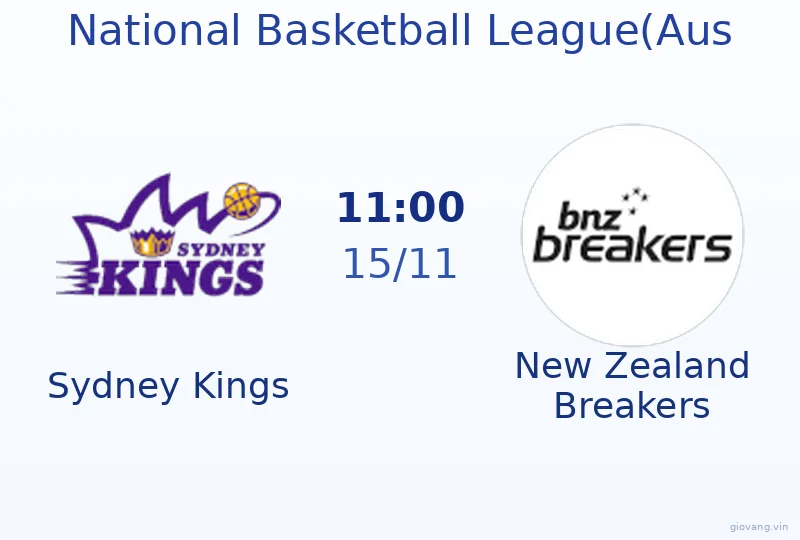 National Basketball League(Aus
SYDNEY
KINGS
11:00
15/11
bnz
breakers
Sydney Kings
New Zealand
Breakers
giovang.vin